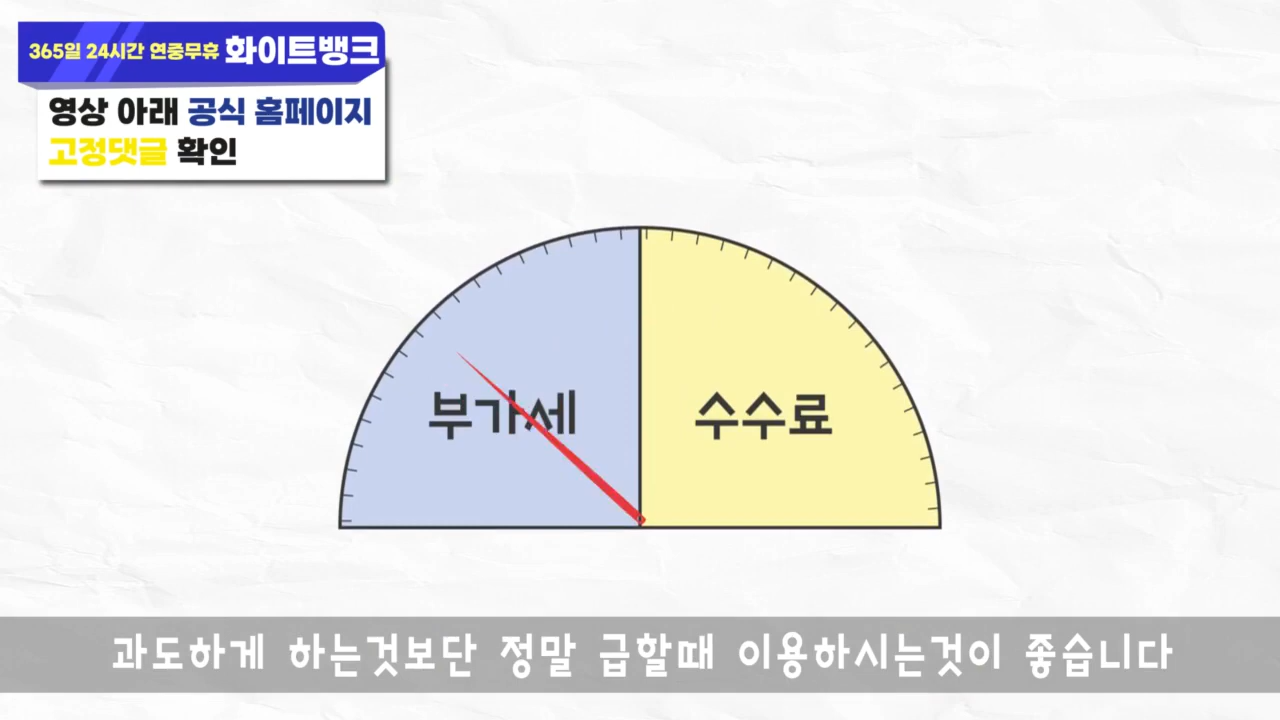 365일 24시간 연중무휴 화이트뱅크
영상 아래 공식 홈페이지
고정댓글 확인
부가세
수수료
과도하게 하는것보단 정말 급할때 이용하시는것이 좋습니다